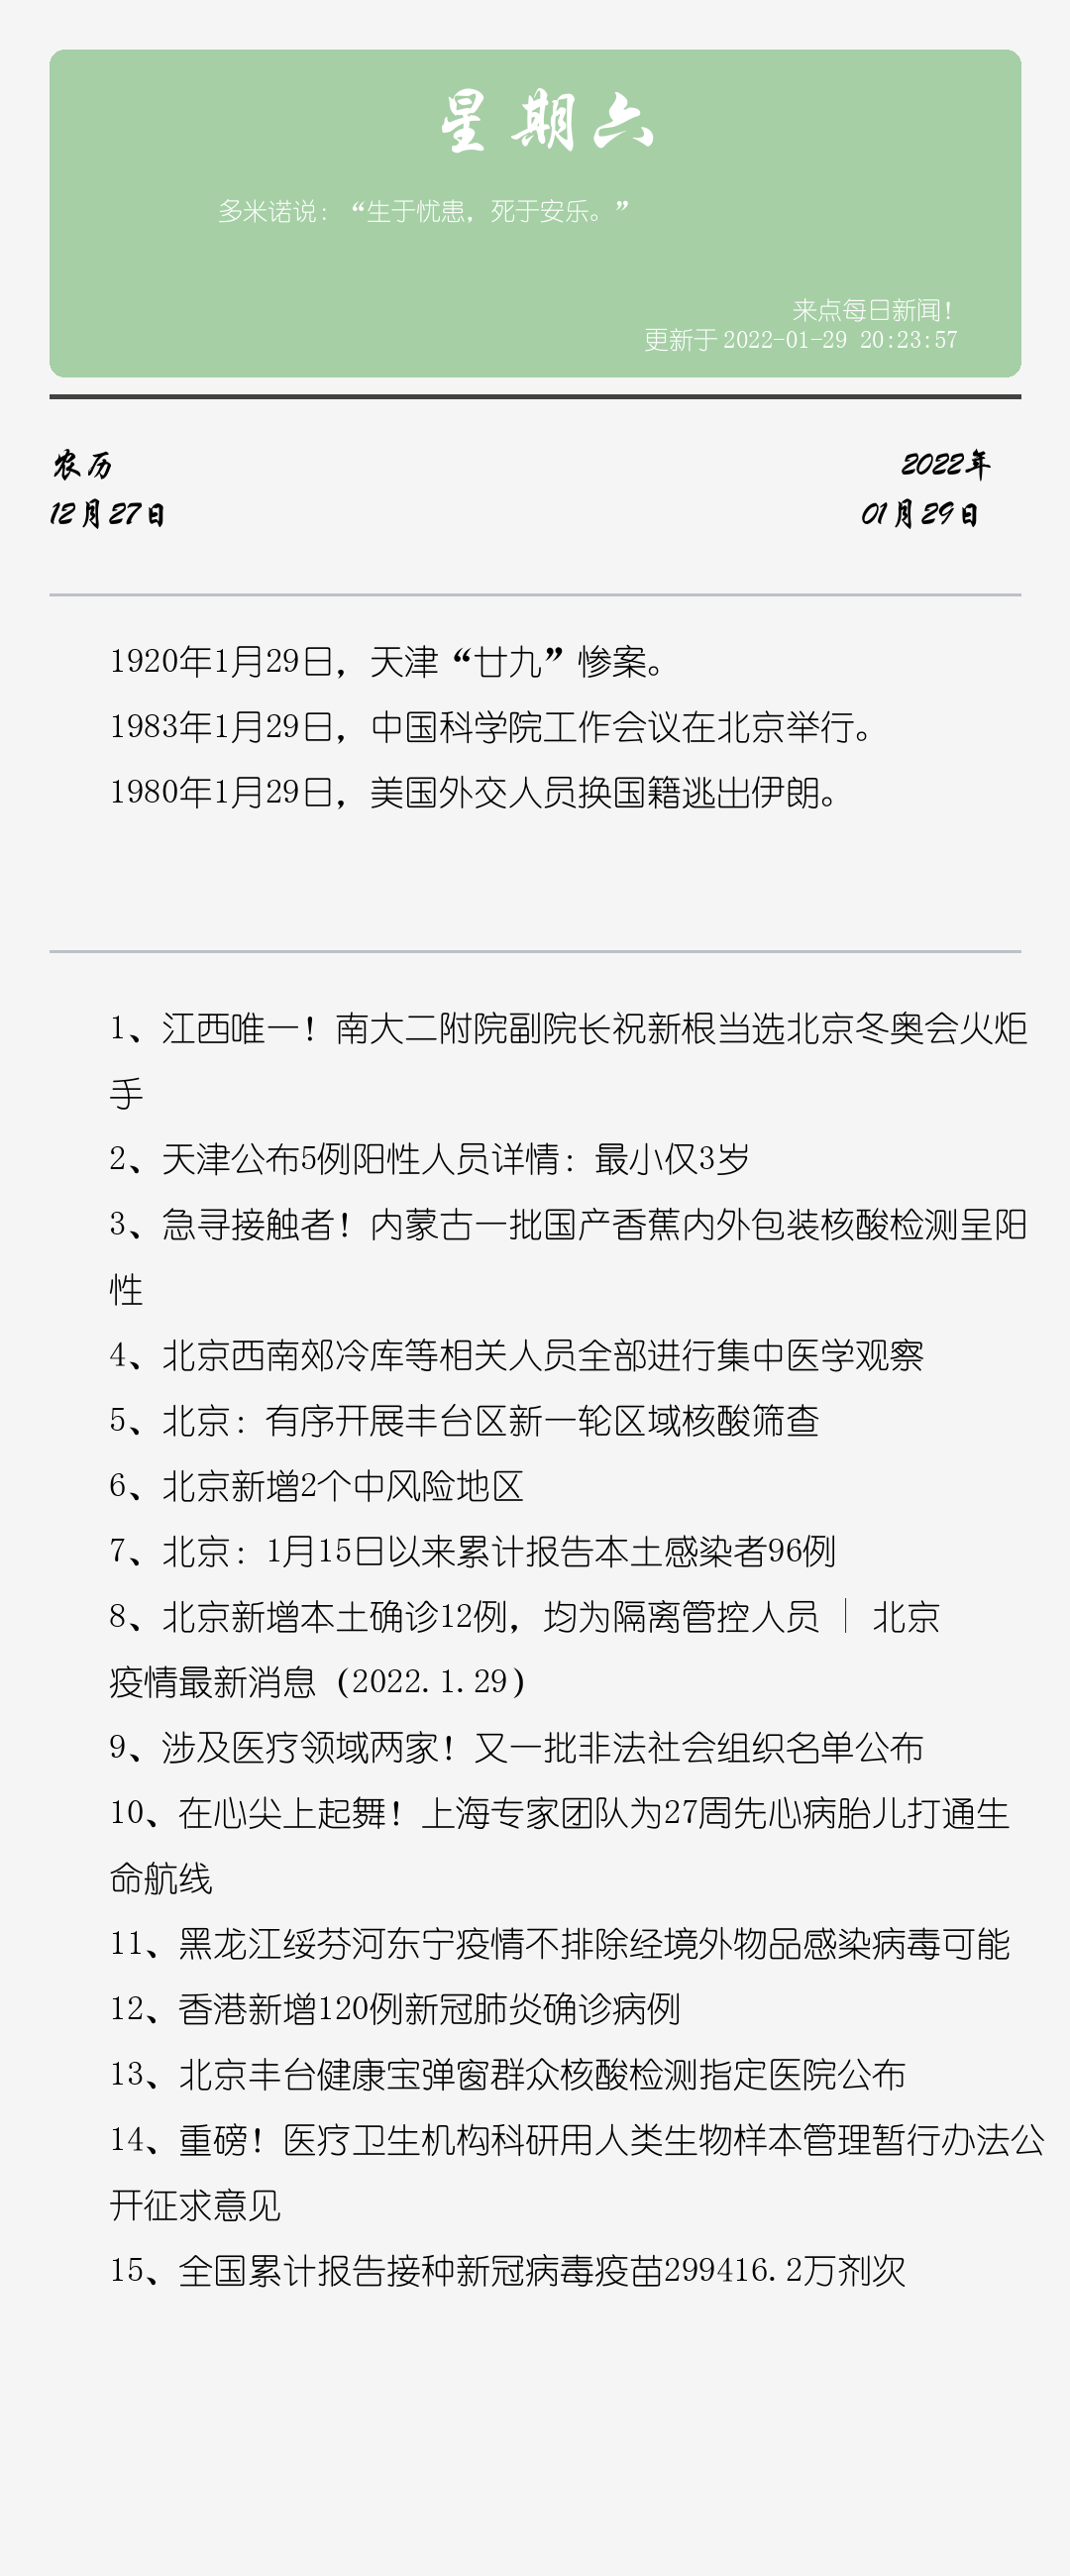 星期六
多米诺说：“生于忧患，死于安乐。”
来点每日新闻！
更新于 2022-01-29 20:23:57
农历
2022年
12月27日
01月29日
1920年1月29日，天津“廿九”惨案。
1983年1月29日，中国科学院工作会议在北京举行。
1980年1月29日，美国外交人员换国籍逃出伊朗。
1、江西唯一！南大二附院副院长祝新根当选北京冬奥会火炬
手
2、天津公布5例阳性人员详情：最小仅3岁
3、急寻接触者！内蒙古一批国产香蕉内外包装核酸检测呈阳
性
4、北京西南郊冷库等相关人员全部进行集中医学观察
5、北京：有序开展丰台区新一轮区域核酸筛查
6、北京新增2个中风险地区
7、北京：1月15日以来累计报告本土感染者96例
8、北京新增本土确诊12例，均为隔离管控人员｜北京
疫情最新消息（2022.1.29）
9、涉及医疗领域两家！又一批非法社会组织名单公布
10、在心尖上起舞！上海专家团队为27周先心病胎儿打通生
命航线
11、黑龙江绥芬河东宁疫情不排除经境外物品感染病毒可能
12、香港新增120例新冠肺炎确诊病例
13、北京丰台健康宝弹窗群众核酸检测指定医院公布
14、重磅！医疗卫生机构科研用人类生物样本管理暂行办法公
开征求意见
15、全国累计报告接种新冠病毒疫苗299416.2万剂次